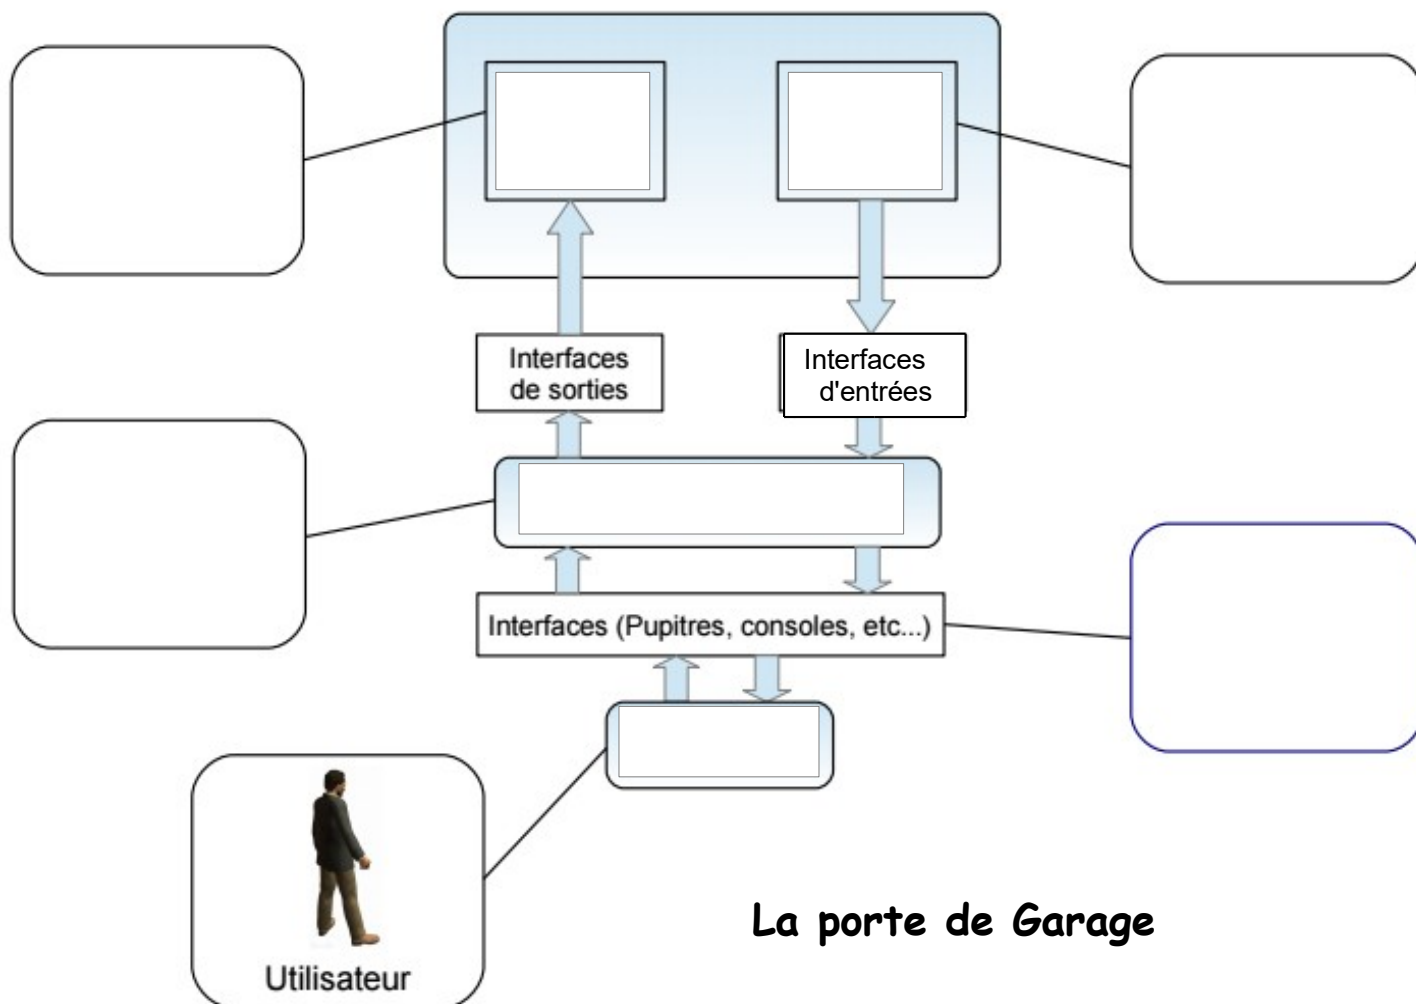 Interfaces
de sorties
Interfaces
d'entrées
Interfaces (Pupitres, consoles, etc...)
Utilisateur
La porte de Garage